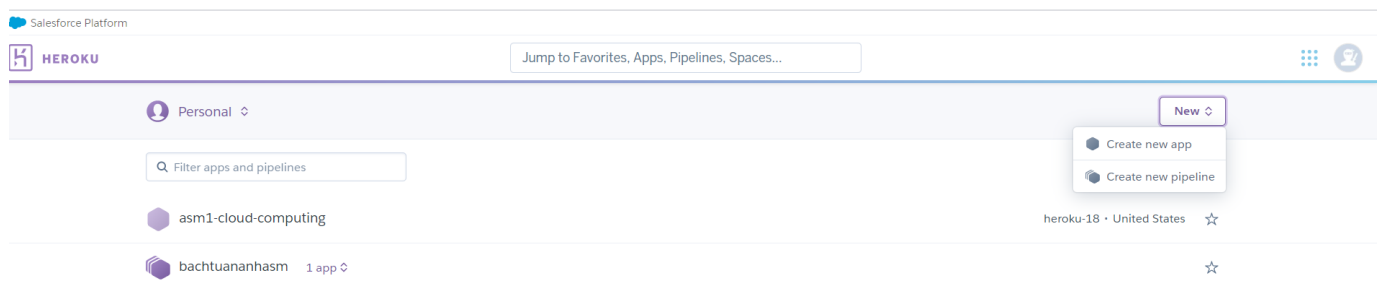 Salesforce Platform
HEROKU
Jump to Favorites, Apps, Pipelines, Spaces...
Personal
New
Create new app
Create new pipeline
Filter apps and pipelines
asm1-cloud-computing
heroku-18 • United States
bachtuananhasm 1 app